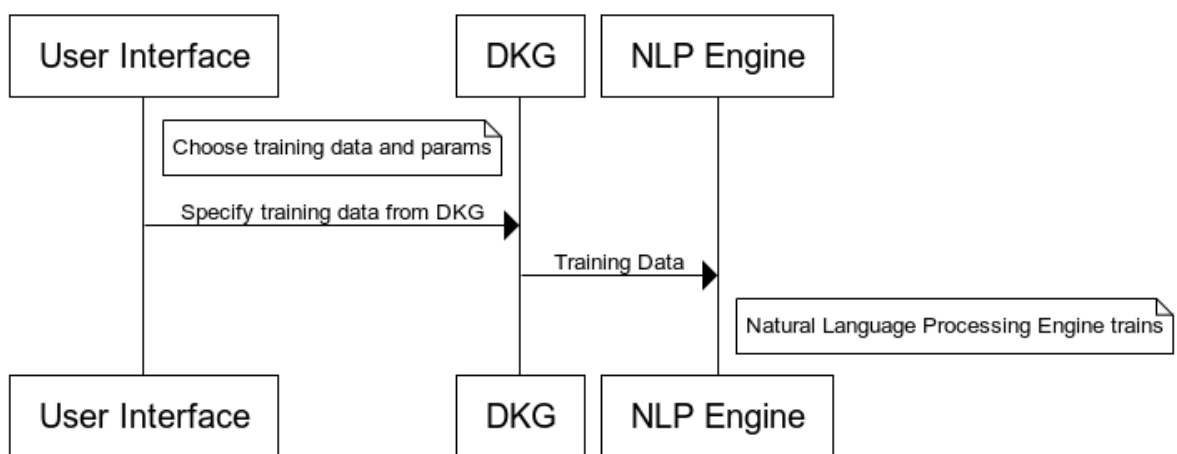 User Interface
DKG
NLP Engine
Choose training data and params
Specify training data from DKG
Training Data
Natural Language Processing Engine trains
User Interface
DKG
NLP Engine